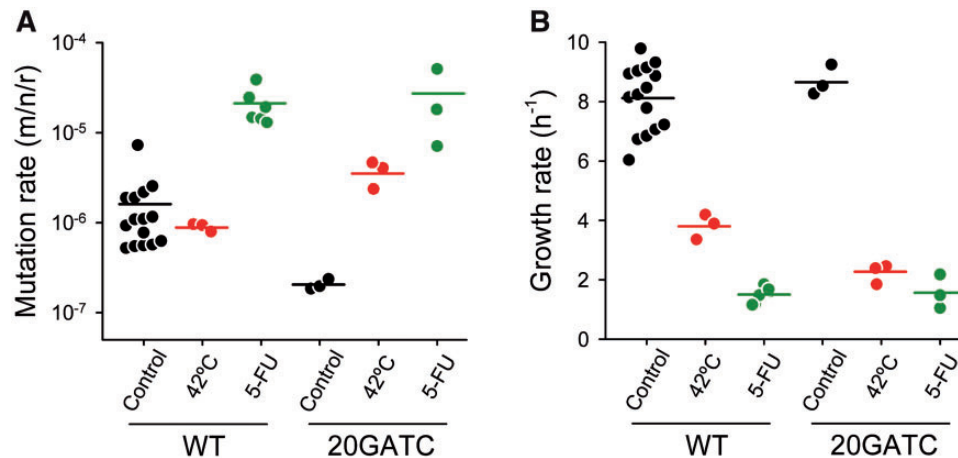 A
Mutation rate (m/n/r)
10⁻⁴
10⁻⁵
10⁻⁶
10⁻⁷
Control
42ºC
5-FU
Control
42ºC
5-FU
WT
20GATC
B
Growth rate (h⁻¹)
10
8
6
4
2
0
Control
42ºC
5-FU
Control
42ºC
5-FU
WT
20GATC